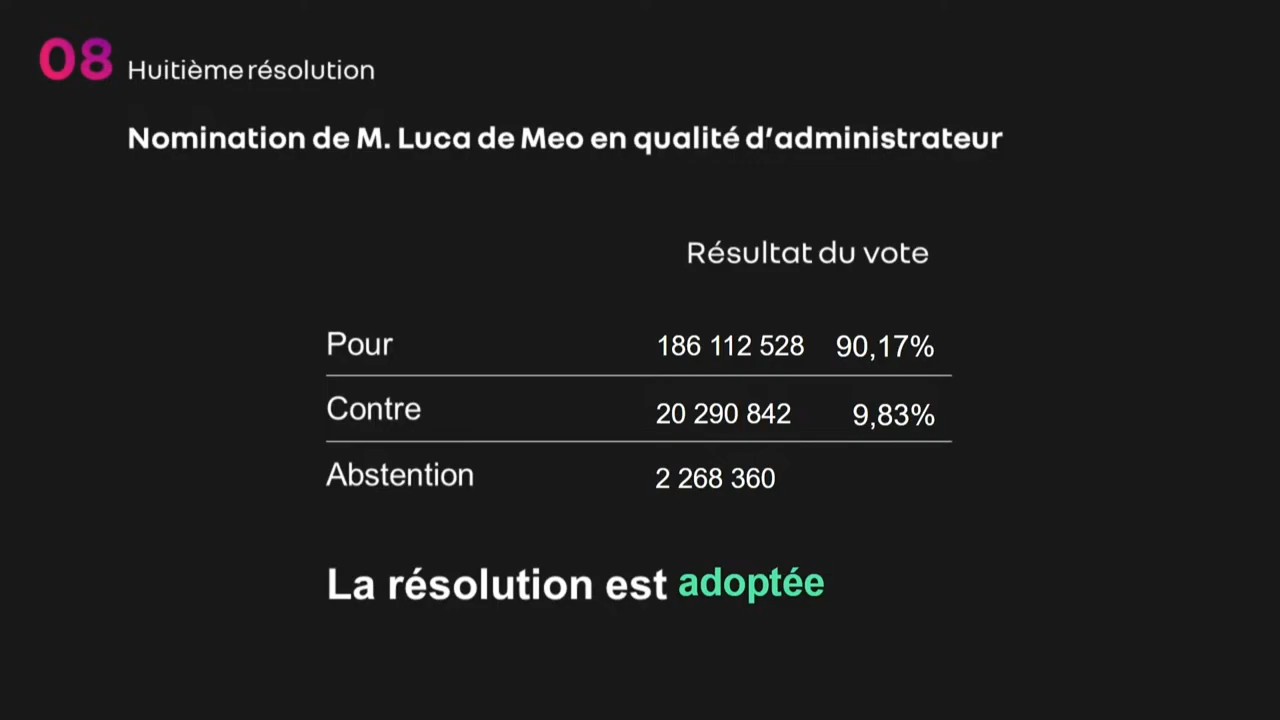 08 Huitième résolution
Nomination de M. Luca de Meo en qualité d’administrateur
Résultat du vote
Pour 186 112 528 90,17%
Contre 20 290 842 9,83%
Abstention 2 268 360
La résolution est adoptée